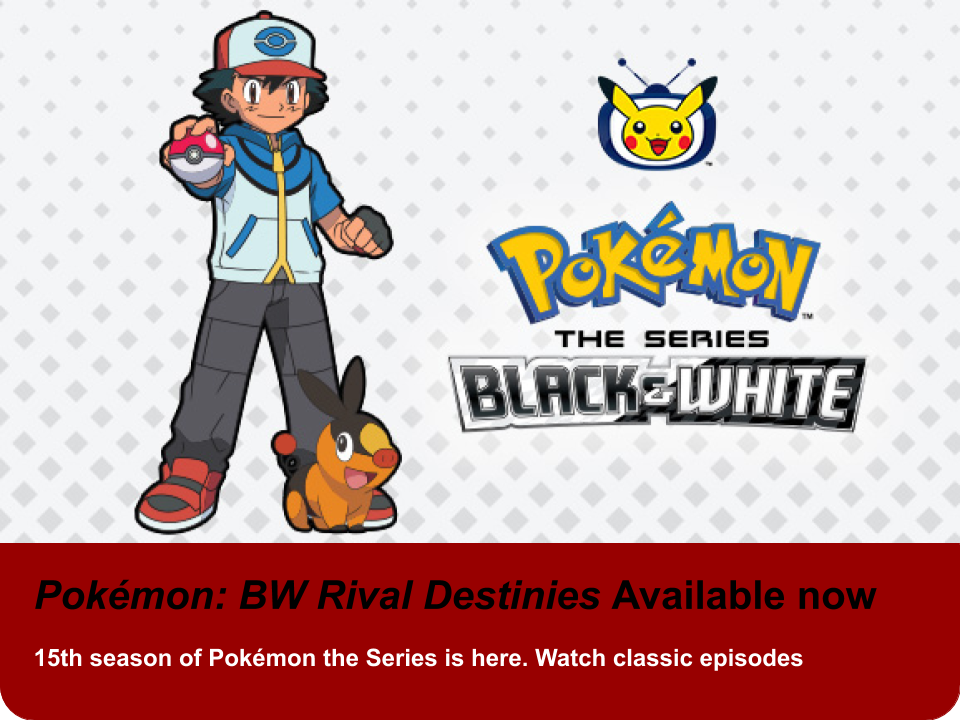 POKéMON
™
THE SERIES
BLACK & WHITE
Pokémon: BW Rival Destinies Available now
15th season of Pokémon the Series is here. Watch classic episodes